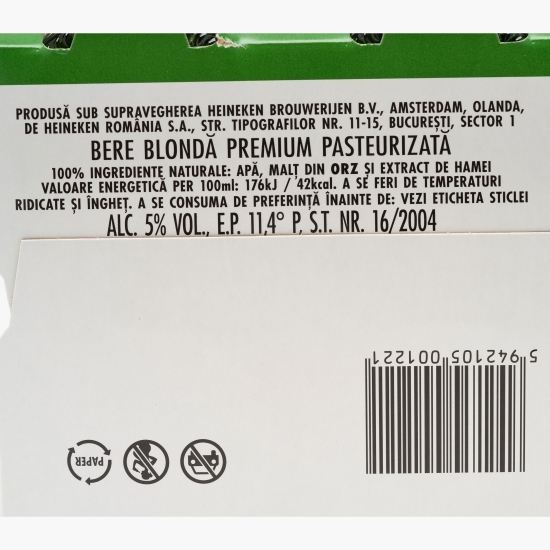 PRODUSĂ SUB SUPRAVEGHEREA HEINEKEN BROUWERIJEN B.V., AMSTERDAM, OLANDA,
DE HEINEKEN ROMÂNIA S.A., STR. TIPOGRAFILOR NR. 11-15, BUCUREȘTI, SECTOR 1
BERE BLONDĂ PREMIUM PASTEURIZATĂ
100% INGREDIENTE NATURALE: APĂ, MALȚ DIN ORZ ȘI EXTRACT DE HAMEI
VALOARE ENERGETICĂ PER 100ml: 176kJ / 42kcal. A SE FERI DE TEMPERATURI
RIDICATE ȘI ÎNGHEȚ. A SE CONSUMA DE PREFERINȚĂ ÎNAINTE DE: VEZI ETICHETA STICLEI
ALC. 5% VOL., E.P. 11,4° P, S.T. NR. 16/2004
5 942105 001221
PAPER